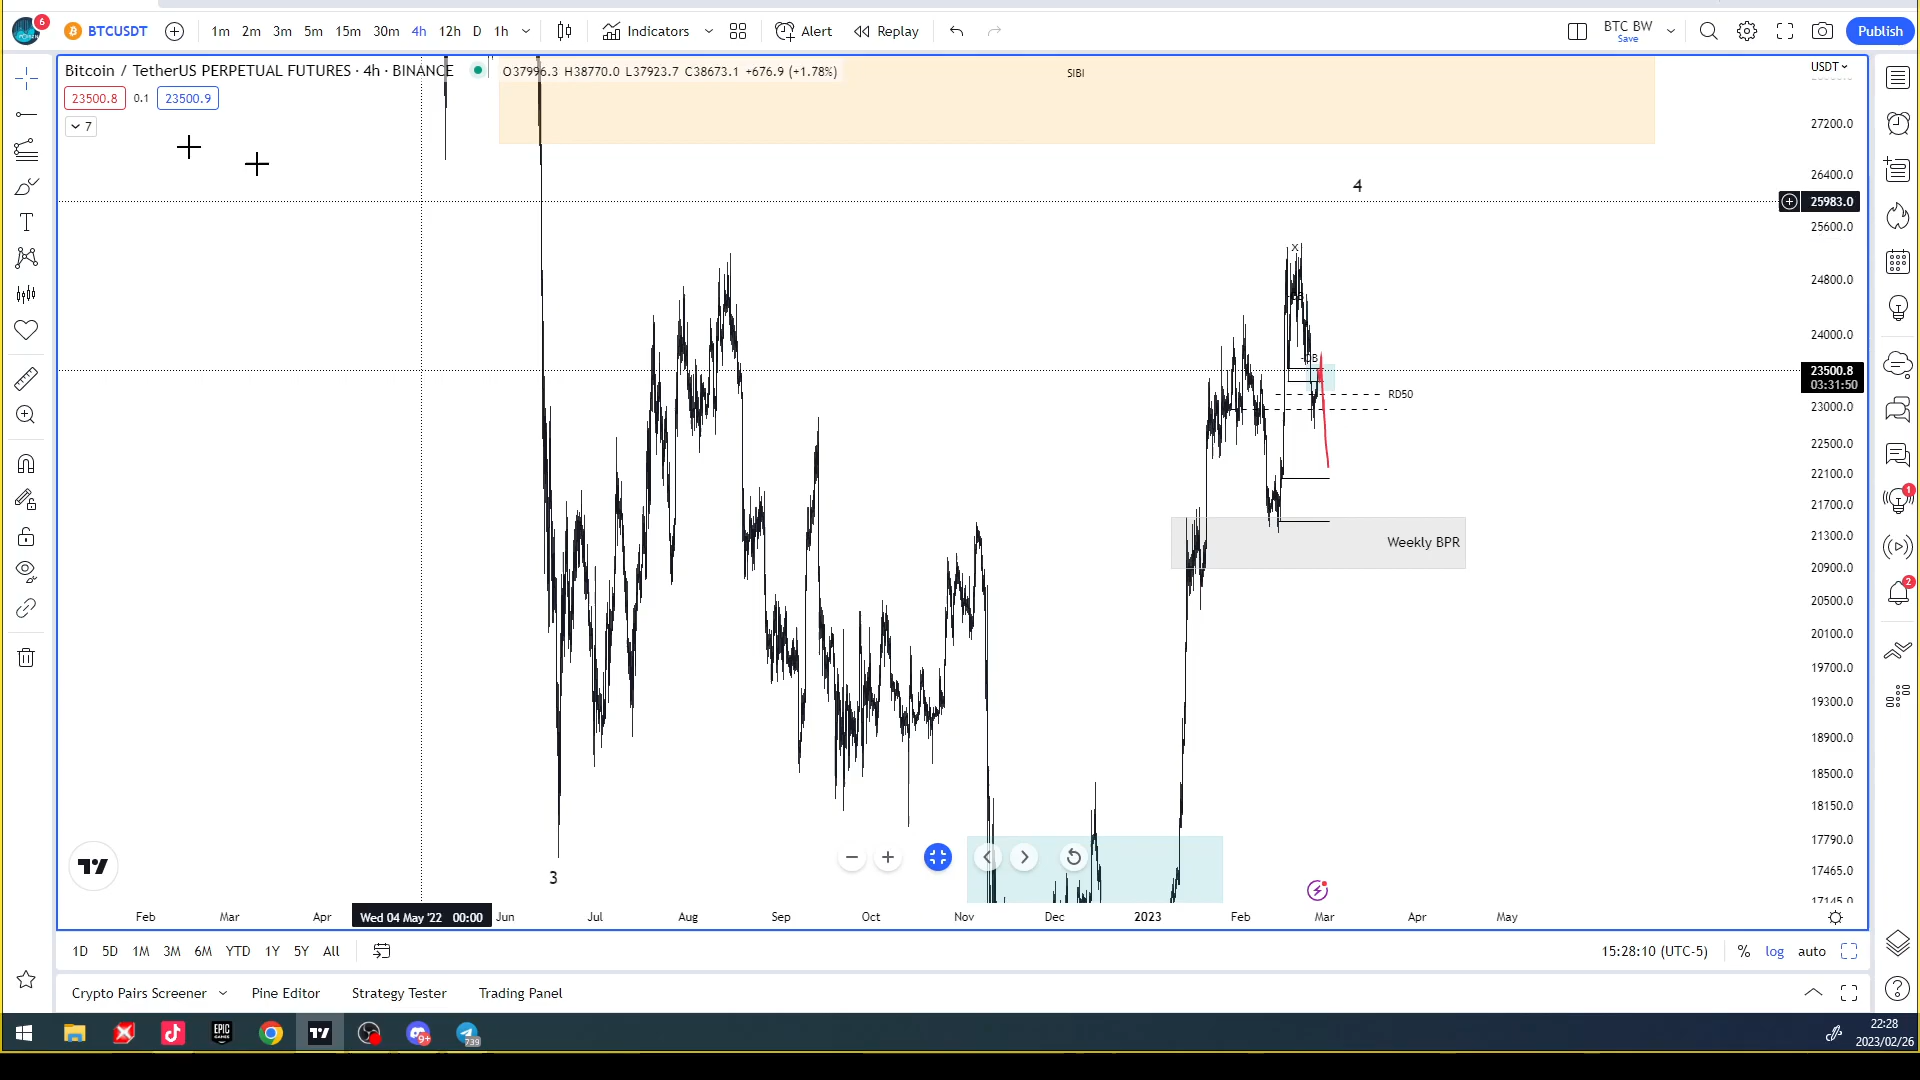 6
BTCUSDT
1m 2m 3m 5m 15m 30m 4h 12h D 1h
Indicators
Alert
Replay
BTC BW
Save
Publish
Bitcoin / TetherUS PERPETUAL FUTURES · 4h · BINANCE
O37996.3 H38770.0 L37923.7 C38673.1 +676.9 (+1.78%)
SIBI
USDT
23500.8 0.1 23500.9
7
27200.0
4
26400.0
25983.0
25600.0
X
24800.0
24000.0
23500.8
03:31:50
RD50
23000.0
22500.0
22100.0
1
21700.0
21300.0
Weekly BPR
20900.0
2
20500.0
20100.0
19700.0
19300.0
18900.0
18500.0
18150.0
17790.0
17465.0
3
Feb Mar Apr Wed 04 May '22 00:00 Jun Jul Aug Sep Oct Nov Dec 2023 Feb Mar Apr May
1D 5D 1M 3M 6M YTD 1Y 5Y All
15:28:10 (UTC-5) % log auto
Crypto Pairs Screener Pine Editor Strategy Tester Trading Panel
EPIC
GAMES
9+
739
22:28
2023/02/26